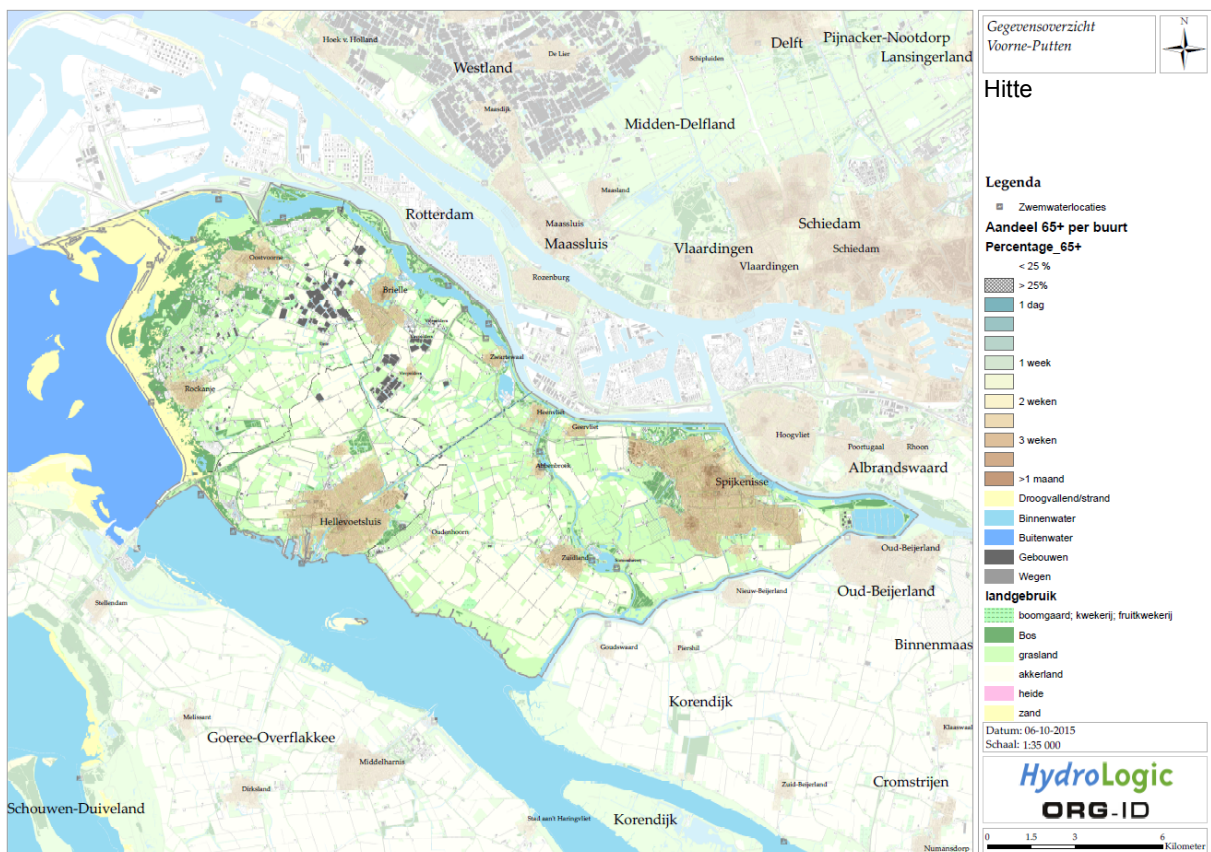 Hoek v. Holland
De Lier
Westland
Delft
Pijnacker-Nootdorp
Lansingerland
Schipluiden
Maasdijk
Midden-Delfland
Maasland
Rotterdam
Maassluis
Maassluis
Schiedam
Schiedam
Vlaardingen
Vlaardingen
Rozenburg
Oostvoorne
Brielle
Zwartewaal
Rockanje
Heenvliet
Geervliet
Abbenbroek
Hoogvliet
Poortugaal
Rhoon
Albrandswaard
Spijkenisse
Hellevoetsluis
Oudenhoorn
Zuidland
Oud-Beijerland
Oud-Beijerland
Nieuw-Beijerland
Stellendam
Goudswaard
Piershil
Binnenmaas
Korendijk
Melissant
Goeree-Overflakkee
Middelharnis
Klaaswaal
Dirksland
Zuid-Beijerland
Cromstrijen
Schouwen-Duiveland
Stad aan't Haringvliet
Korendijk
Numansdorp
Gegevensoverzicht
Voorne-Putten
N
Hitte
Legenda
Zwemwaterlocaties
Aandeel 65+ per buurt
Percentage_65+
< 25 %
> 25%
1 dag
1 week
2 weken
3 weken
>1 maand
Droogvallend/strand
Binnenwater
Buitenwater
Gebouwen
Wegen
landgebruik
boomgaard; kwekerij; fruitkwekerij
Bos
grasland
akkerland
heide
zand
Datum: 06-10-2015
Schaal: 1:35 000
HydroLogic
ORG-ID
0 1.5 3 6
Kilometer